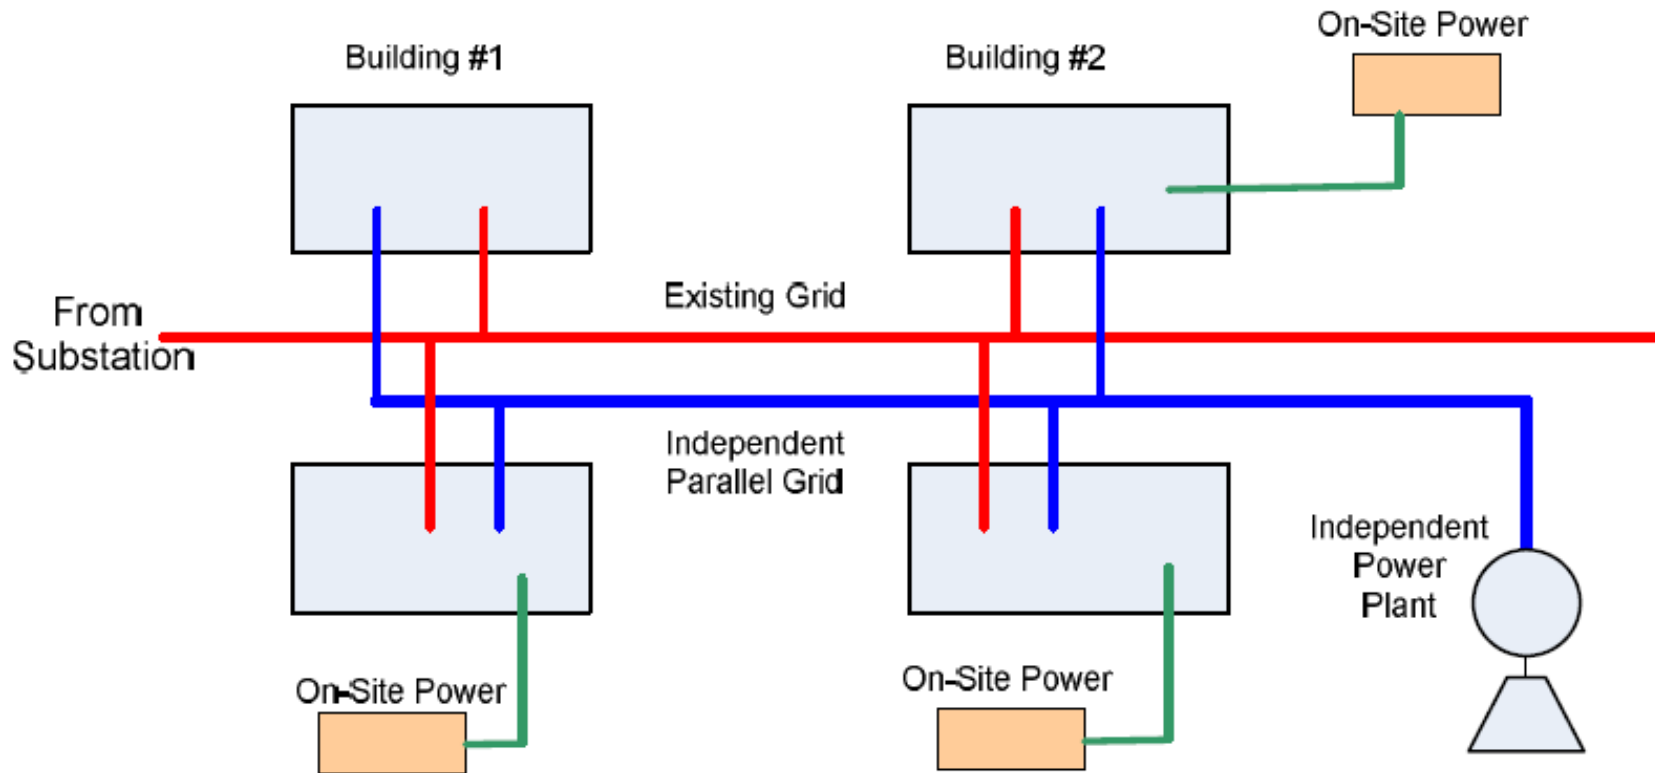 On-Site Power
Building #1
Building #2
Existing Grid
From
Substation
Independent
Parallel Grid
Independent
Power
Plant
On-Site Power
On-Site Power